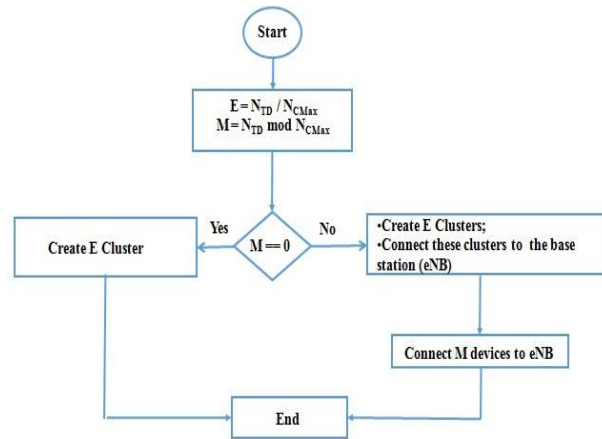 Start
E = N_TD / N_CMax
M = N_TD mod N_CMax
Yes
No
M == 0
Create E Cluster
•Create E Clusters;
•Connect these clusters to the base
station (eNB)
Connect M devices to eNB
End